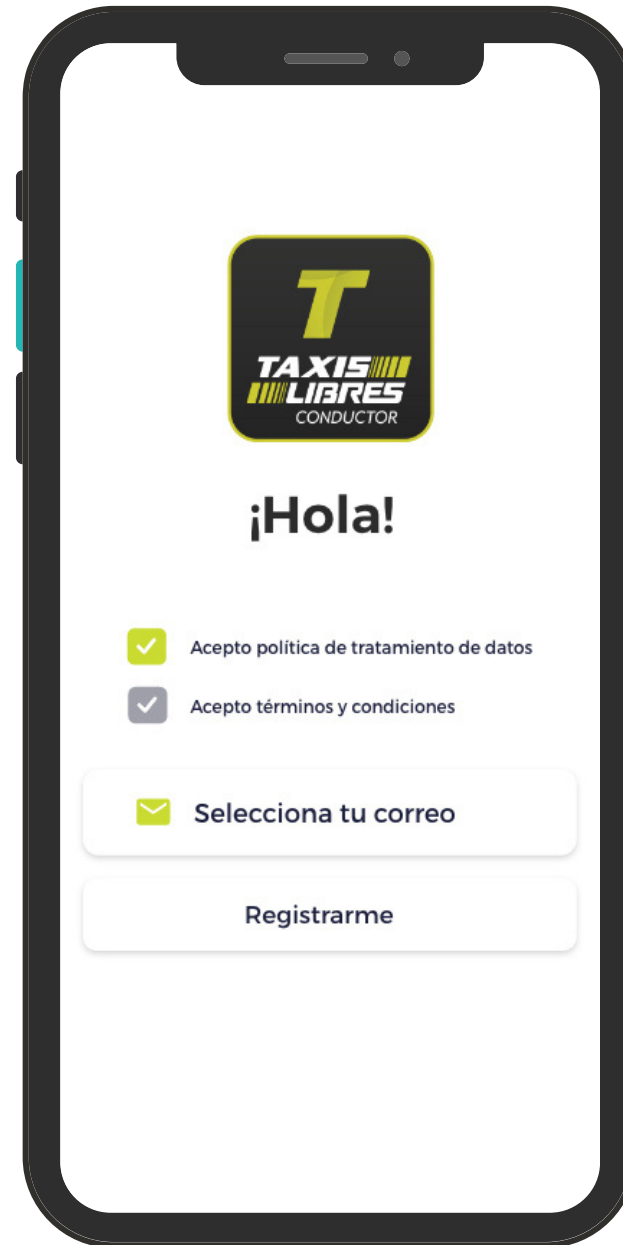 T
TAXIS
LIBRES
CONDUCTOR
¡Hola!
Acepto política de tratamiento de datos
Acepto términos y condiciones
Selecciona tu correo
Registrarme